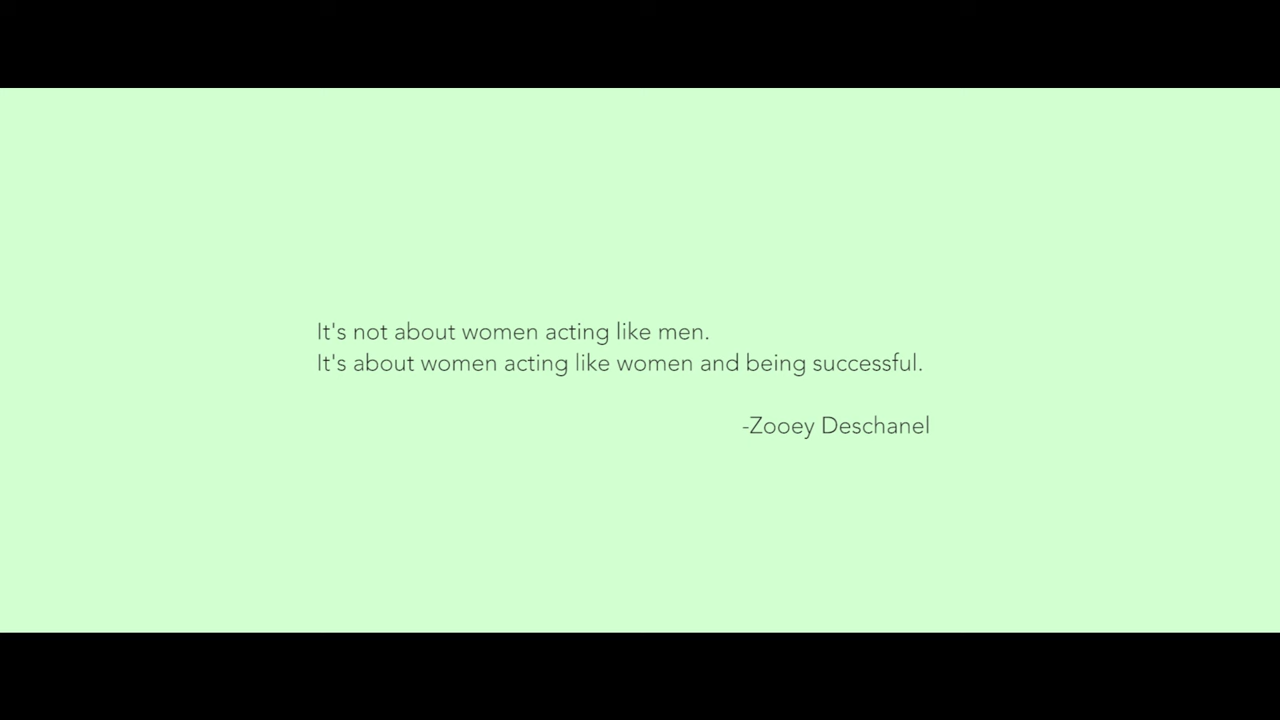 It's not about women acting like men.
It's about women acting like women and being successful.
-Zooey Deschanel